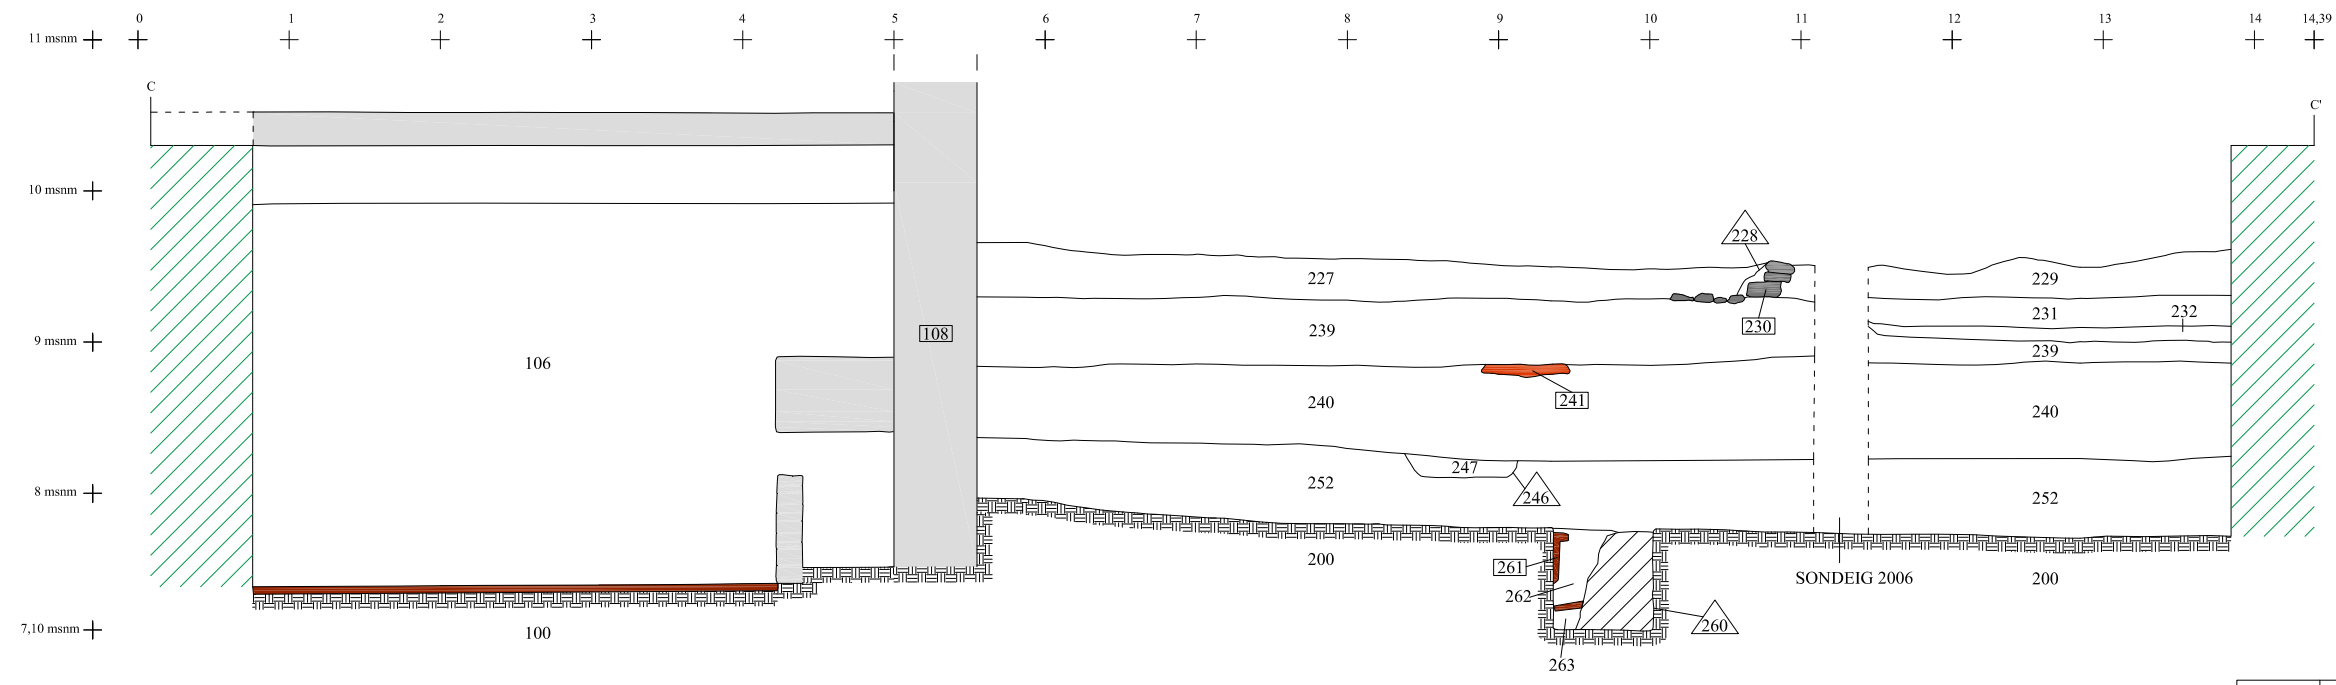 0 1 2 3 4 5 6 7 8 9 10 11 12 13 14 14,39
11 msnm
C C'
10 msnm
228
227 229
231 232
239 230
108
9 msnm
239
106
241
240 240
247
252 246 252
8 msnm
200 261 SONDEIG 2006 200
262
7,10 msnm 260
100
263